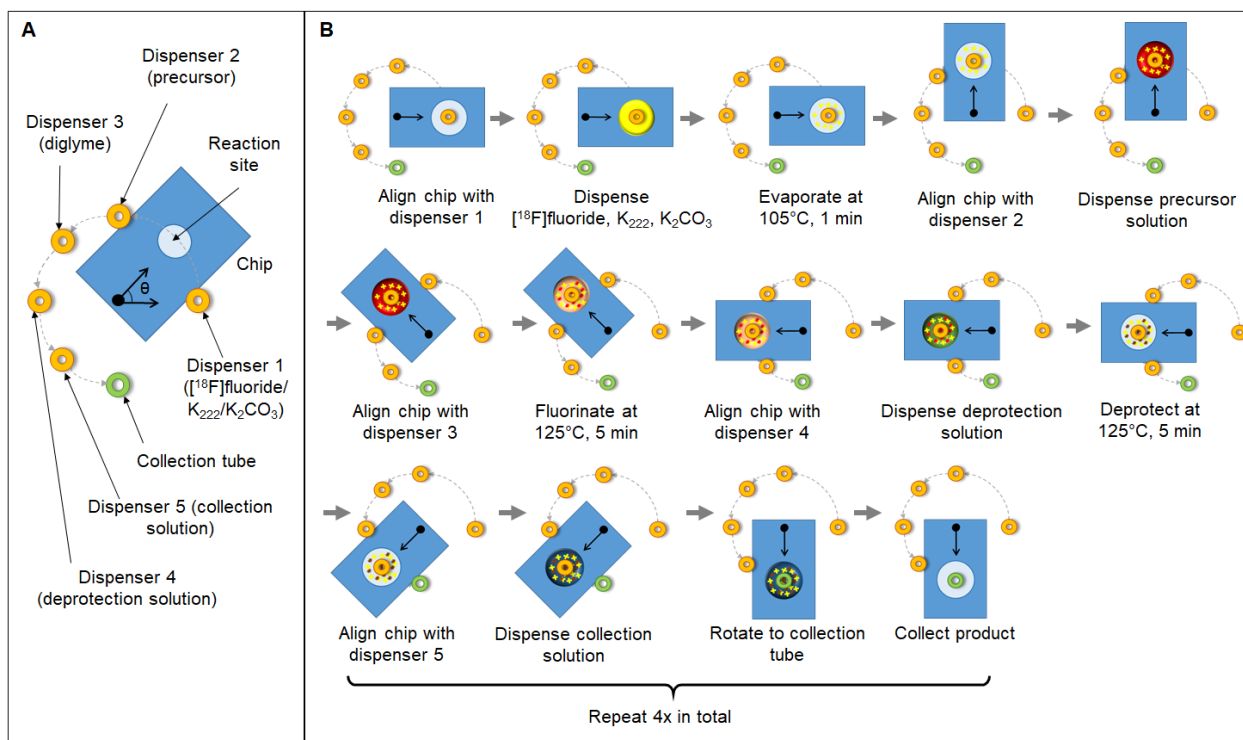 A
Dispenser 2
(precursor)
Dispenser 3
(diglyme)
Reaction
site
Chip
θ
Dispenser 1
([¹⁸F]fluoride/
K₂₂₂/K₂CO₃)
Collection tube
Dispenser 5 (collection
solution)
Dispenser 4
(deprotection solution)
B
Align chip with
dispenser 1
Dispense
[¹⁸F]fluoride, K₂₂₂, K₂CO₃
Evaporate at
105°C, 1 min
Align chip with
dispenser 2
Dispense precursor
solution
Align chip with
dispenser 3
Fluorinate at
125°C, 5 min
Align chip with
dispenser 4
Dispense deprotection
solution
Deprotect at
125°C, 5 min
Align chip with
dispenser 5
Dispense collection
solution
Rotate to collection
tube
Collect product
Repeat 4x in total